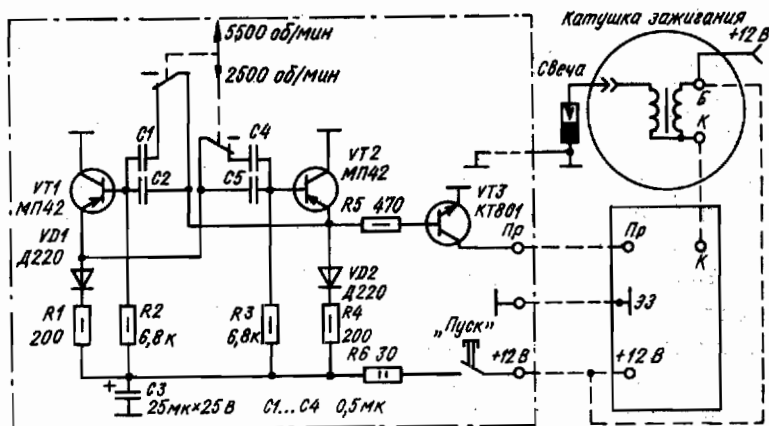 Катушка зажигания
+12 В
5500 об/мин
2500 об/мин
Свеча
Б
К
C1
C2
C4
C5
VT1
МП42
VT2
МП42
VT3
КТ801
R5 470
Пр
Пр
К
VD1
Д220
VD2
Д220
R1
200
R2
6,8к
R3
6,8к
R4
200
ЭЗ
„Пуск"
+12 В
+12 В
R6 30
+
C3
25мк×25 В
C1...C4 0,5мк